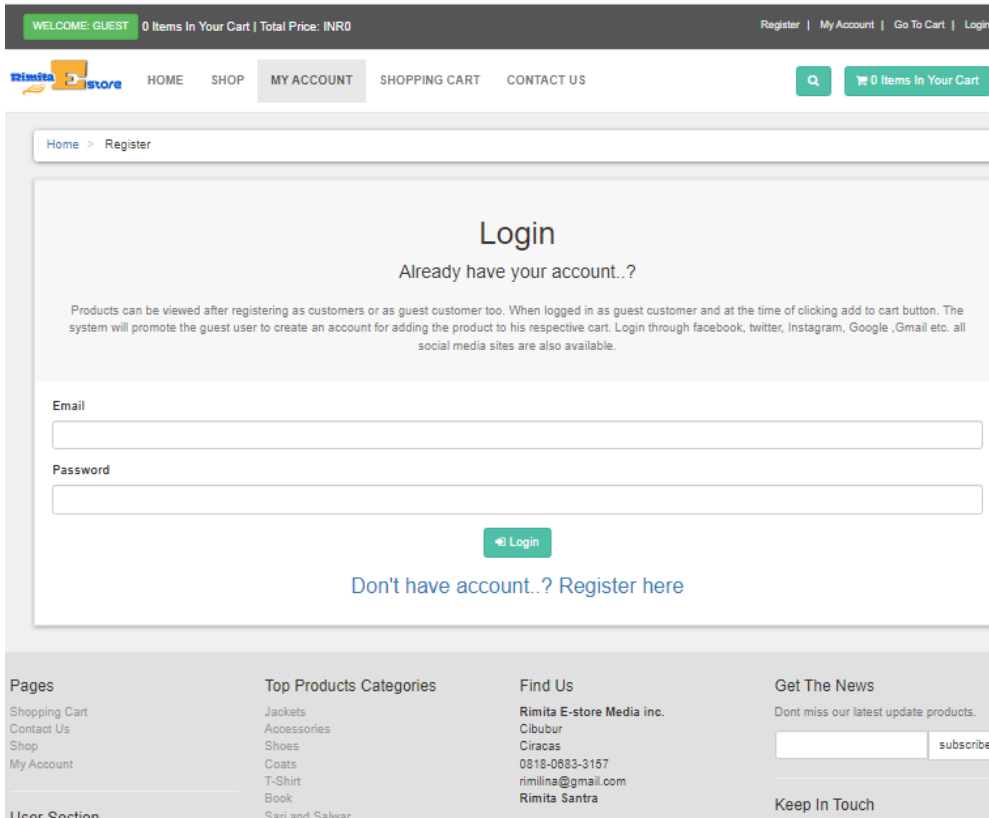 WELCOME: GUEST 0 Items In Your Cart | Total Price: INR0
Register | My Account | Go To Cart | Login
Rimita E-store
HOME SHOP MY ACCOUNT SHOPPING CART CONTACT US
0 Items In Your Cart
Home > Register
Login
Already have your account..?
Products can be viewed after registering as customers or as guest customer too. When logged in as guest customer and at the time of clicking add to cart button. The
system will promote the guest user to create an account for adding the product to his respective cart. Login through facebook, twitter, Instagram, Google ,Gmail etc. all
social media sites are also available.
Email
Password
Login
Don't have account..? Register here
Pages
Shopping Cart
Contact Us
Shop
My Account
User Section
Top Products Categories
Jackets
Accessories
Shoes
Coats
T-Shirt
Book
Sari and Salwar
Find Us
Rimita E-store Media inc.
Cibubur
Ciracas
0818-0683-3157
rimilina@gmail.com
Rimita Santra
Get The News
Dont miss our latest update products.
subscribe
Keep In Touch